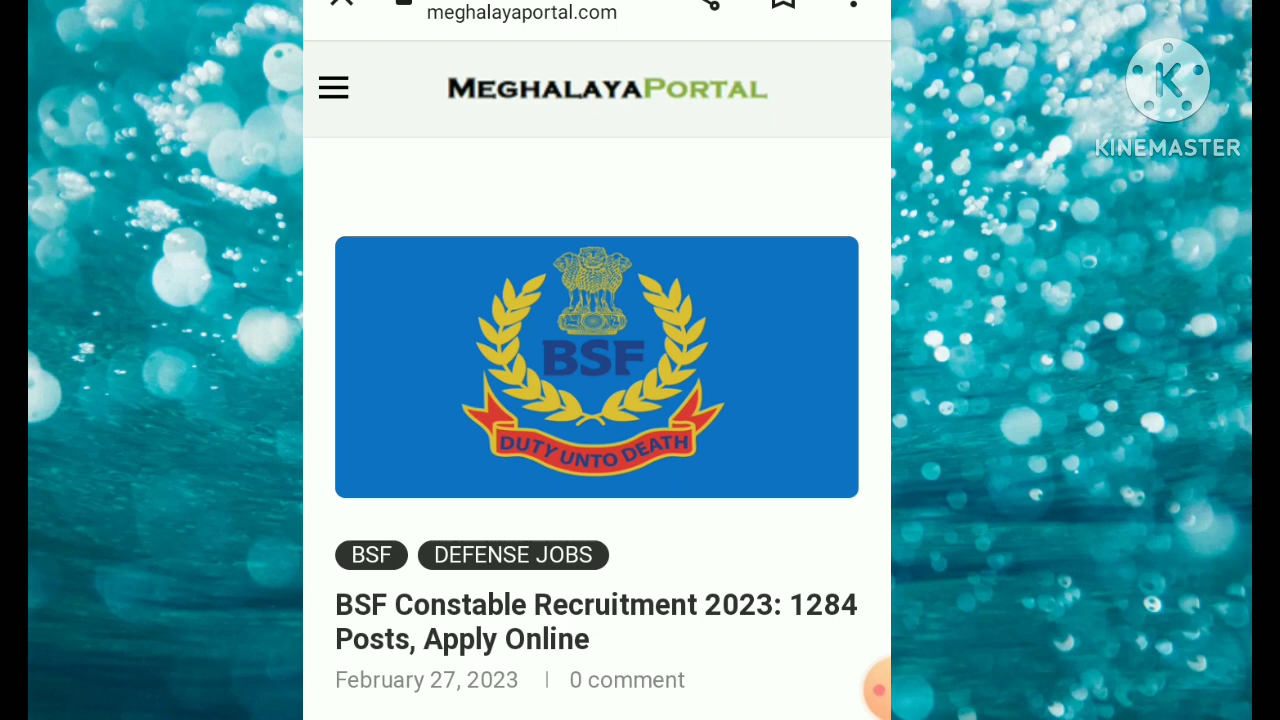 meghalayaportal.com
MEGHALAYAPORTAL
K
KINEMASTER
BSF
DUTY UNTO DEATH
BSF
DEFENSE JOBS
BSF Constable Recruitment 2023: 1284
Posts, Apply Online
February 27, 2023 | 0 comment